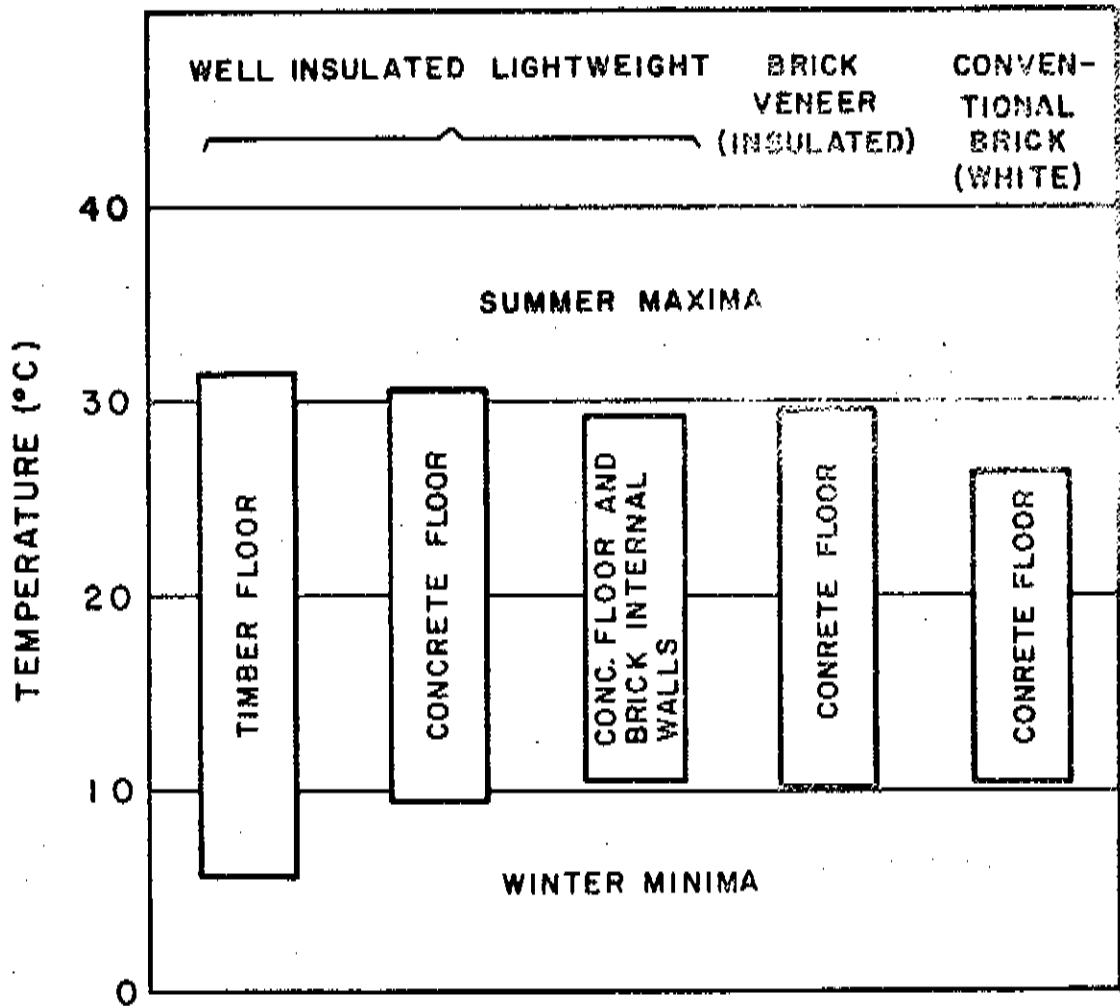 WELL INSULATED LIGHTWEIGHT
BRICK
VENEER
(INSULATED)
CONVEN-
TIONAL
BRICK
(WHITE)
TEMPERATURE (°C)
40
30
20
10
0
SUMMER MAXIMA
TIMBER FLOOR
CONCRETE FLOOR
CONC. FLOOR AND
BRICK INTERNAL
WALLS
CONRETE FLOOR
CONRETE FLOOR
WINTER MINIMA